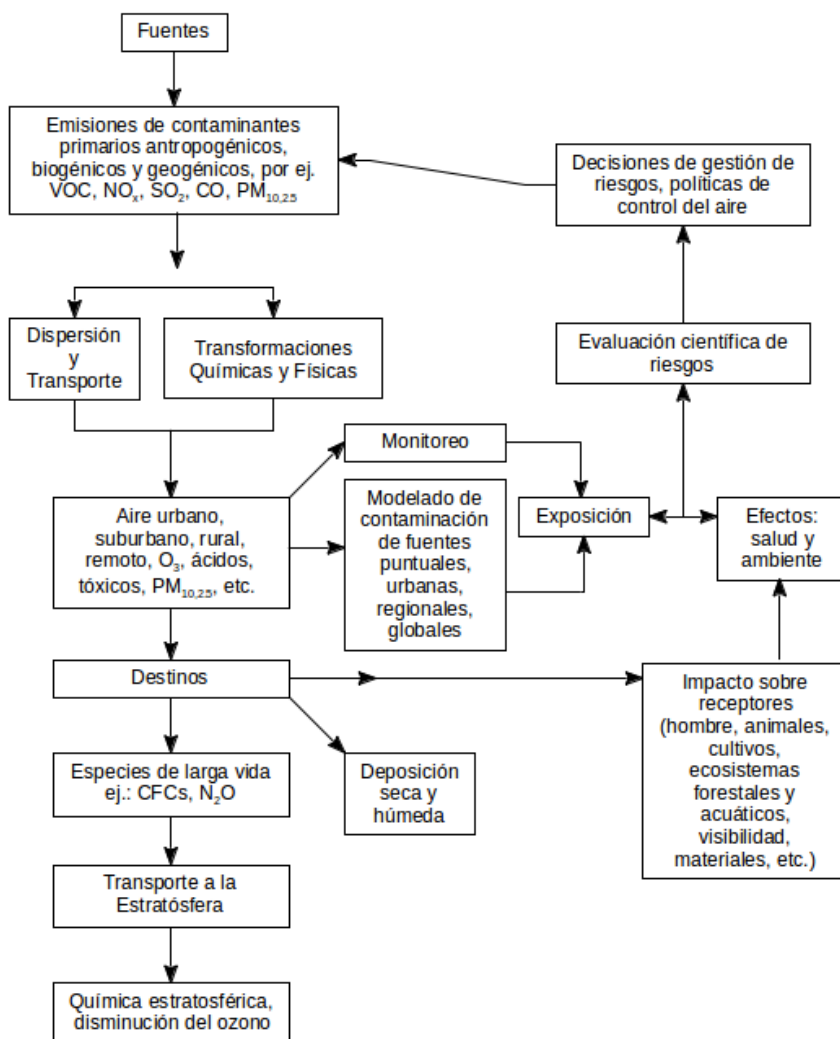 Fuentes
Emisiones de contaminantes
primarios antropogénicos,
biogénicos y geogénicos, por ej.
VOC, NOₓ, SO₂, CO, PM₁₀,₂₅
Decisiones de gestión de
riesgos, políticas de
control del aire
Dispersión
y
Transporte
Transformaciones
Químicas y Físicas
Evaluación científica de
riesgos
Monitoreo
Aire urbano,
suburbano, rural,
remoto, O₃, ácidos,
tóxicos, PM₁₀,₂₅, etc.
Modelado de
contaminación
de fuentes
puntuales,
urbanas,
regionales,
globales
Exposición
Efectos:
salud y
ambiente
Destinos
Impacto sobre
receptores
(hombre, animales,
cultivos,
ecosistemas
forestales y
acuáticos,
visibilidad,
materiales, etc.)
Especies de larga vida
ej.: CFCs, N₂O
Deposición
seca y
húmeda
Transporte a la
Estratósfera
Química estratosférica,
disminución del ozono